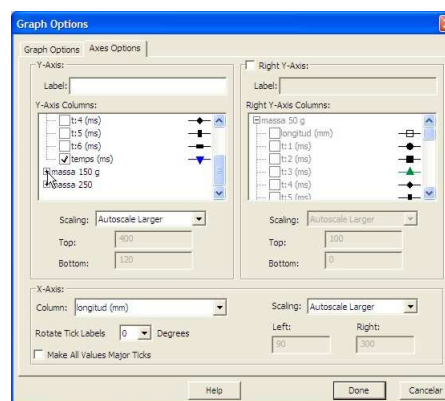 Graph Options
Graph Options Axes Options
Y-Axis: Right Y-Axis:
Label: Label:
Y-Axis Columns: Right Y-Axis Columns:
t:4 (ms) massa 50 g
t:5 (ms) longitud (mm)
t:6 (ms) t:1 (ms)
temps (ms) t:2 (ms)
massa 150 g t:3 (ms)
massa 250 t:4 (ms)
t:5 (ms)
Scaling: Autoscale Larger Scaling: Autoscale Larger
Top: 400 Top: 100
Bottom: 120 Bottom: 0
X-Axis:
Column: longitud (mm) Scaling: Autoscale Larger
Rotate Tick Labels 0 Degrees Left: Right:
Make All Values Major Ticks 90 300
Help Done Cancelar